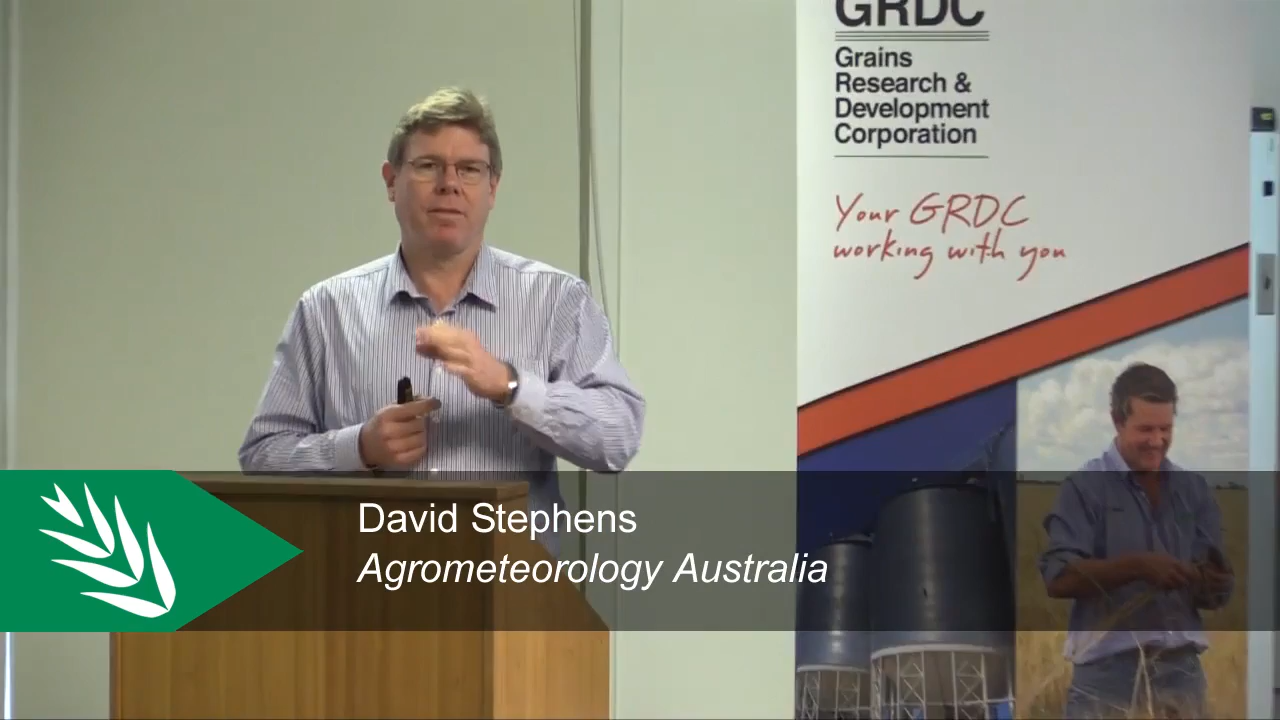 GRDC
Grains
Research &
Development
Corporation
Your GRDC
working with you
David Stephens
Agrometeorology Australia